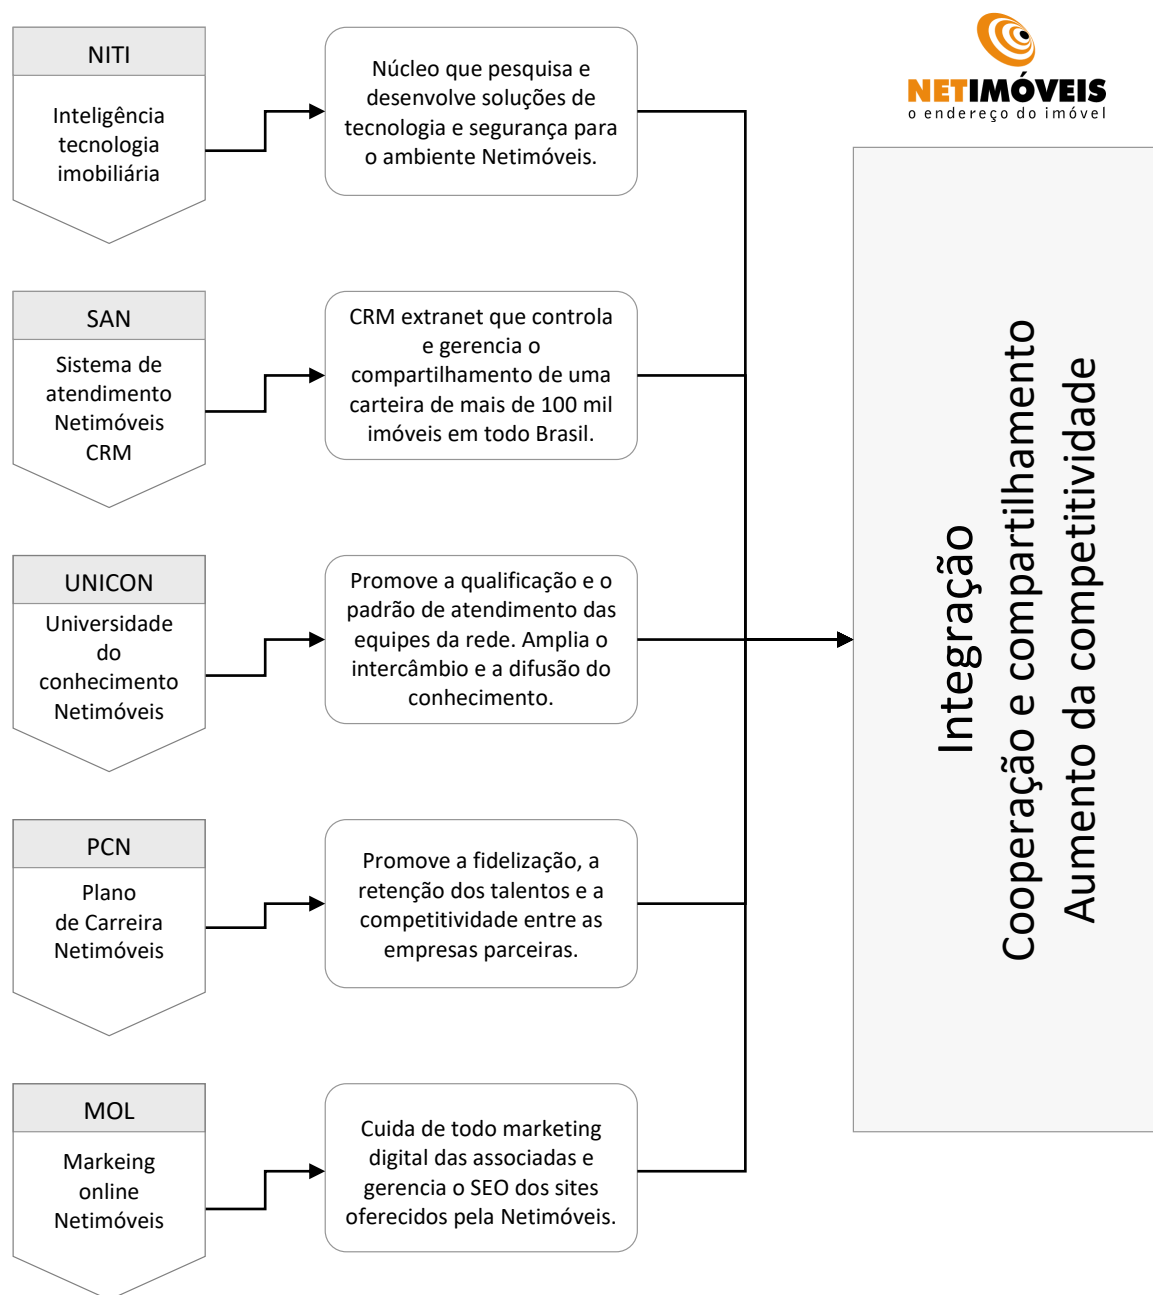 NETIMÓVEIS
o endereço do imóvel
NITI
Inteligência
tecnologia
imobiliária
Núcleo que pesquisa e
desenvolve soluções de
tecnologia e segurança para
o ambiente Netimóveis.
SAN
Sistema de
atendimento
Netimóveis
CRM
CRM extranet que controla
e gerencia o
compartilhamento de uma
carteira de mais de 100 mil
imóveis em todo Brasil.
UNICON
Universidade
do
conhecimento
Netimóveis
Promove a qualificação e o
padrão de atendimento das
equipes da rede. Amplia o
intercâmbio e a difusão do
conhecimento.
PCN
Plano
de Carreira
Netimóveis
Promove a fidelização, a
retenção dos talentos e a
competitividade entre as
empresas parceiras.
MOL
Markeing
online
Netimóveis
Cuida de todo marketing
digital das associadas e
gerencia o SEO dos sites
oferecidos pela Netimóveis.
Integração
Cooperação e compartilhamento
Aumento da competitividade